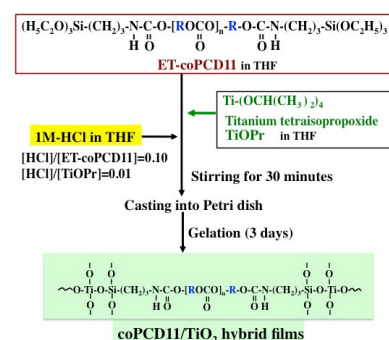 (H₅C₂O)₃Si-(CH₂)₃-N-C-O-[ROCO]ₙ-R-O-C-N-(CH₂)₃-Si(OC₂H₅)₃
H O O O H
ET-coPCD11 in THF
Ti-(OCH(CH₃)₂)₄
Titanium tetraisopropoxide
TiOPr in THF
1M-HCl in THF
[HCl]/[ET-coPCD11]=0.10
[HCl]/[TiOPr]=0.01
Stirring for 30 minutes
Casting into Petri dish
Gelation (3 days)
O O O O
O-Ti-O-Si-(CH₂)₃-N-C-O-[ROCO]ₙ-R-O-C-N-(CH₂)₃-Si-O-Ti-O
O O H O O O H O O
coPCD11/TiO₂ hybrid films